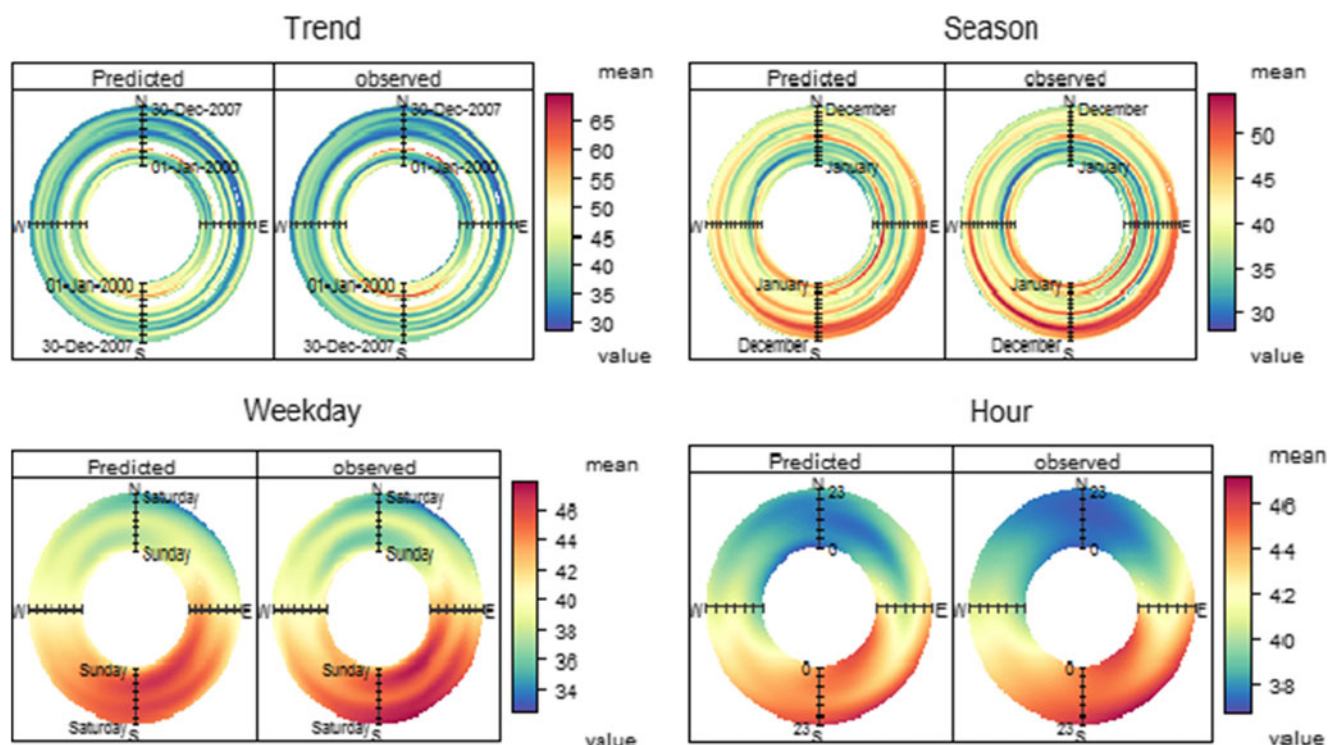 Trend
Predicted observed
mean
N N
30-Dec-2007 30-Dec-2007
65
60
01-Jan-2000 01-Jan-2000
55
50
W E W E
45
40
01-Jan-2000 01-Jan-2000
35
30
30-Dec-2007 30-Dec-2007
S S
value
Season
Predicted observed
mean
N N
December December
50
January January
45
40
W E W E
35
January January
30
December December
S S
value
Weekday
Predicted observed
mean
N N
Saturday Saturday
46
44
Sunday Sunday
42
40
W E W E
38
36
Sunday Sunday
34
Saturday Saturday
S S
value
Hour
Predicted observed
mean
N N
23 23
46
0 0
44
42
W E W E
40
0 0
38
23 23
S S
value